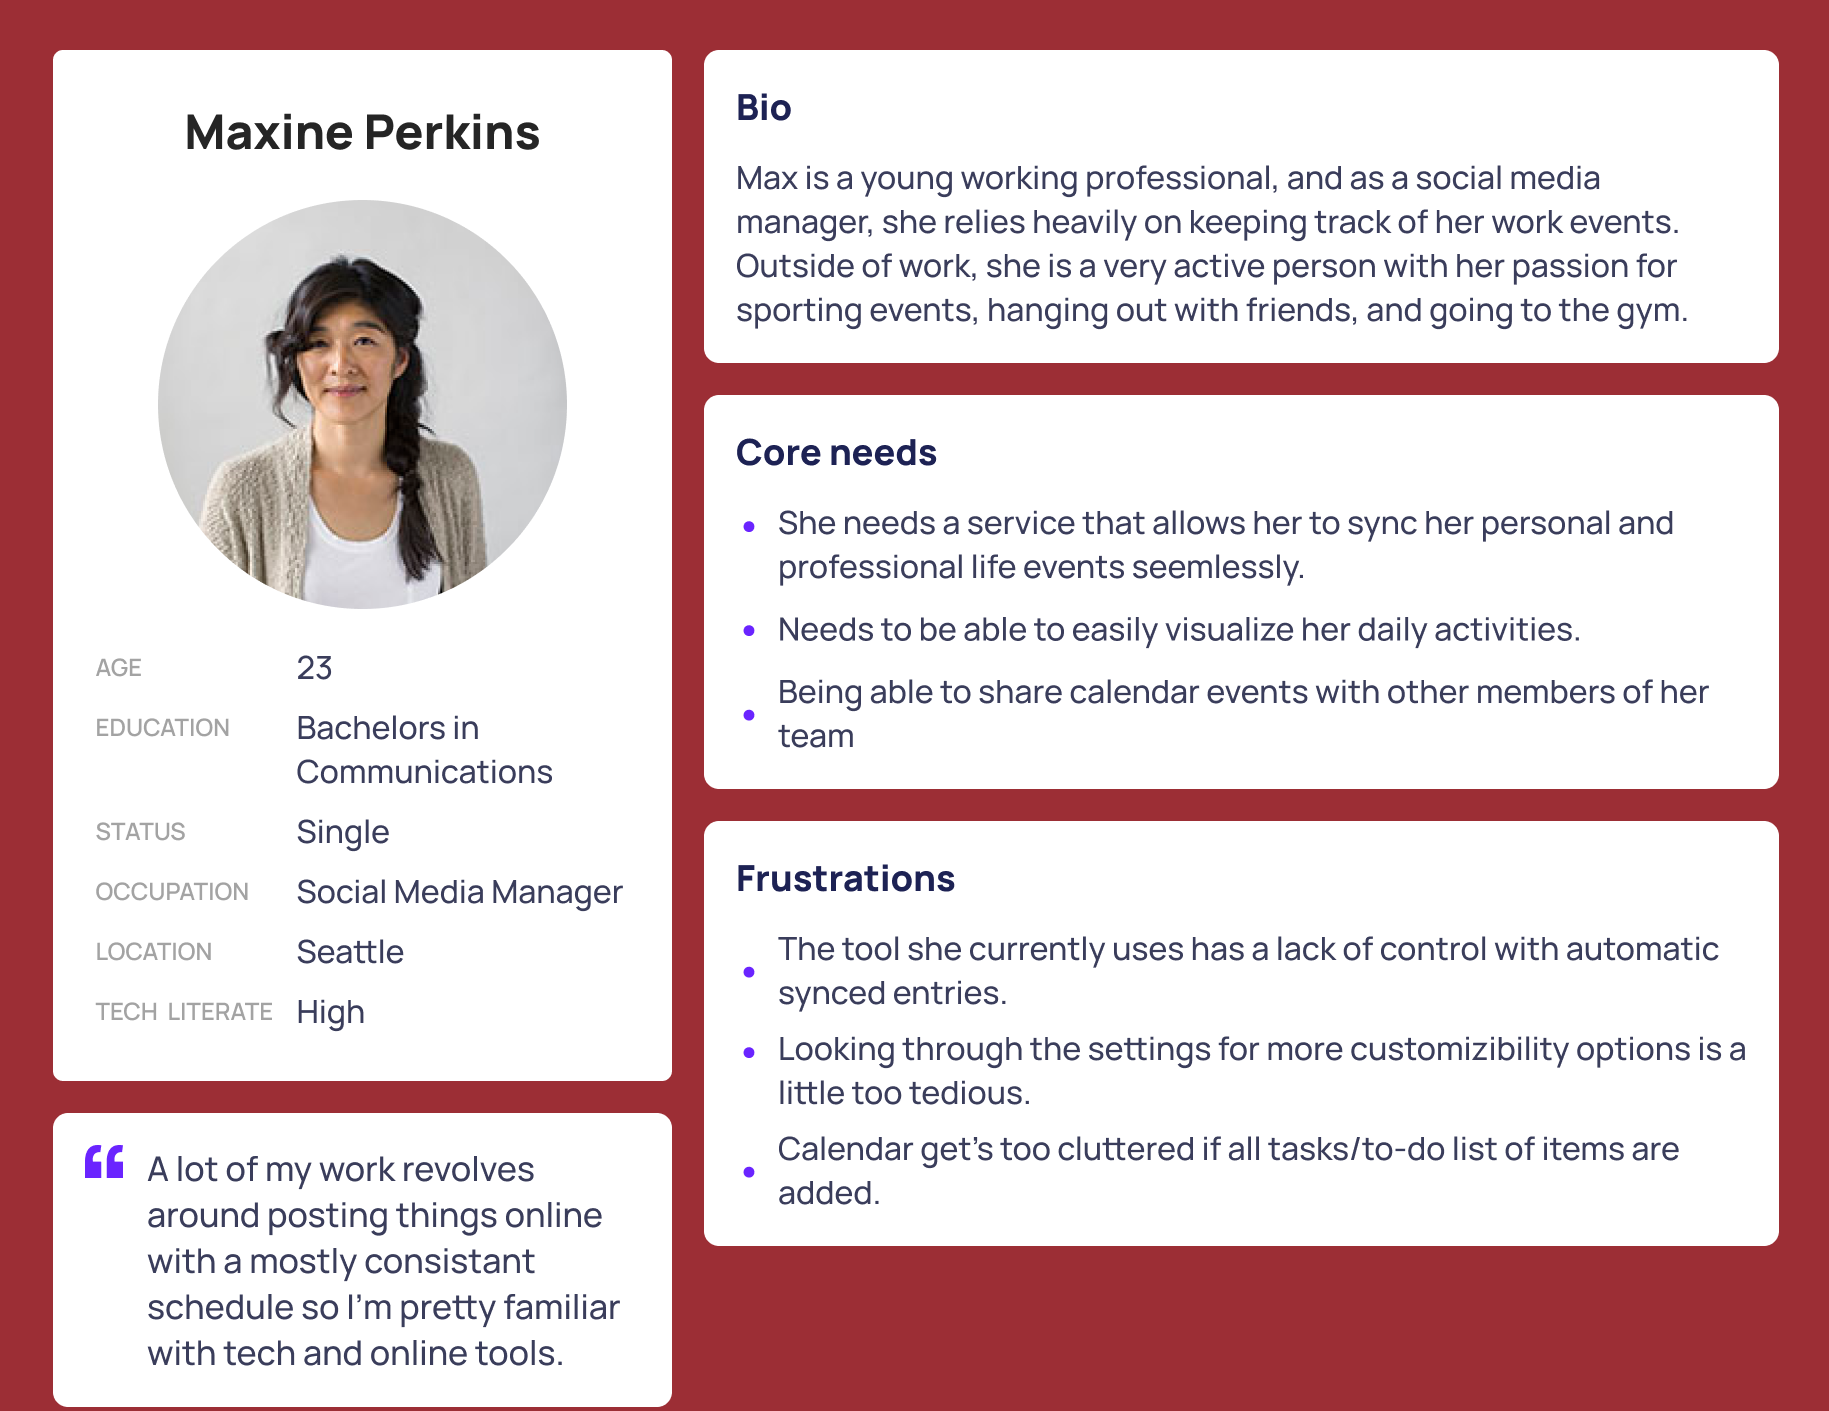 Maxine Perkins
AGE 23
EDUCATION Bachelors in
Communications
STATUS Single
OCCUPATION Social Media Manager
LOCATION Seattle
TECH LITERATE High
“ A lot of my work revolves
around posting things online
with a mostly consistant
schedule so I’m pretty familiar
with tech and online tools.
Bio
Max is a young working professional, and as a social media
manager, she relies heavily on keeping track of her work events.
Outside of work, she is a very active person with her passion for
sporting events, hanging out with friends, and going to the gym.
Core needs
• She needs a service that allows her to sync her personal and
professional life events seemlessly.
• Needs to be able to easily visualize her daily activities.
• Being able to share calendar events with other members of her
team
Frustrations
• The tool she currently uses has a lack of control with automatic
synced entries.
• Looking through the settings for more customizibility options is a
little too tedious.
• Calendar get’s too cluttered if all tasks/to-do list of items are
added.